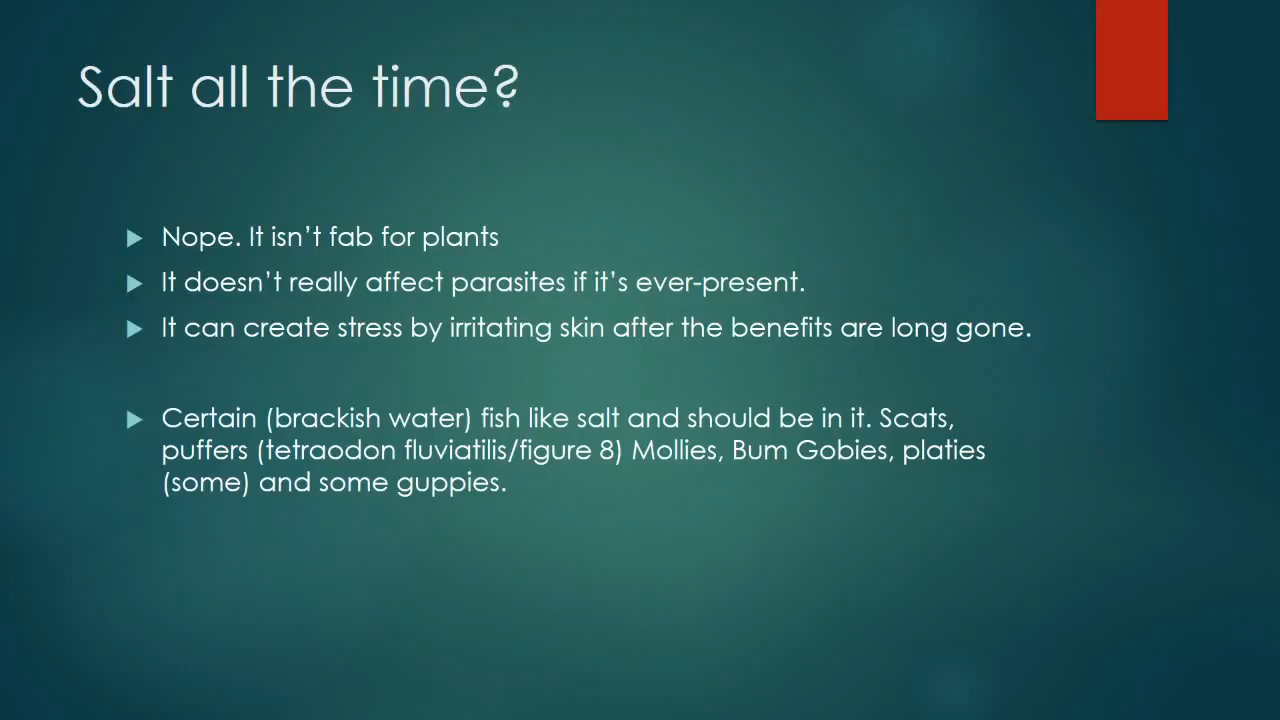 Salt all the time?
Nope. It isn’t fab for plants
It doesn’t really affect parasites if it’s ever-present.
It can create stress by irritating skin after the benefits are long gone.
Certain (brackish water) fish like salt and should be in it. Scats,
puffers (tetraodon fluviatilis/figure 8) Mollies, Bum Gobies, platies
(some) and some guppies.